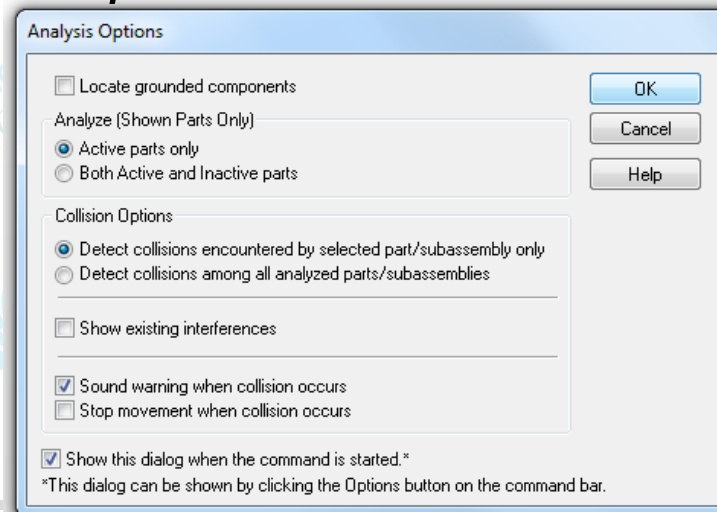 Analysis Options
Locate grounded components
OK
Analyze (Shown Parts Only)
Cancel
Active parts only
Both Active and Inactive parts
Help
Collision Options
Detect collisions encountered by selected part/subassembly only
Detect collisions among all analyzed parts/subassemblies
Show existing interferences
Sound warning when collision occurs
Stop movement when collision occurs
Show this dialog when the command is started.*
*This dialog can be shown by clicking the Options button on the command bar.